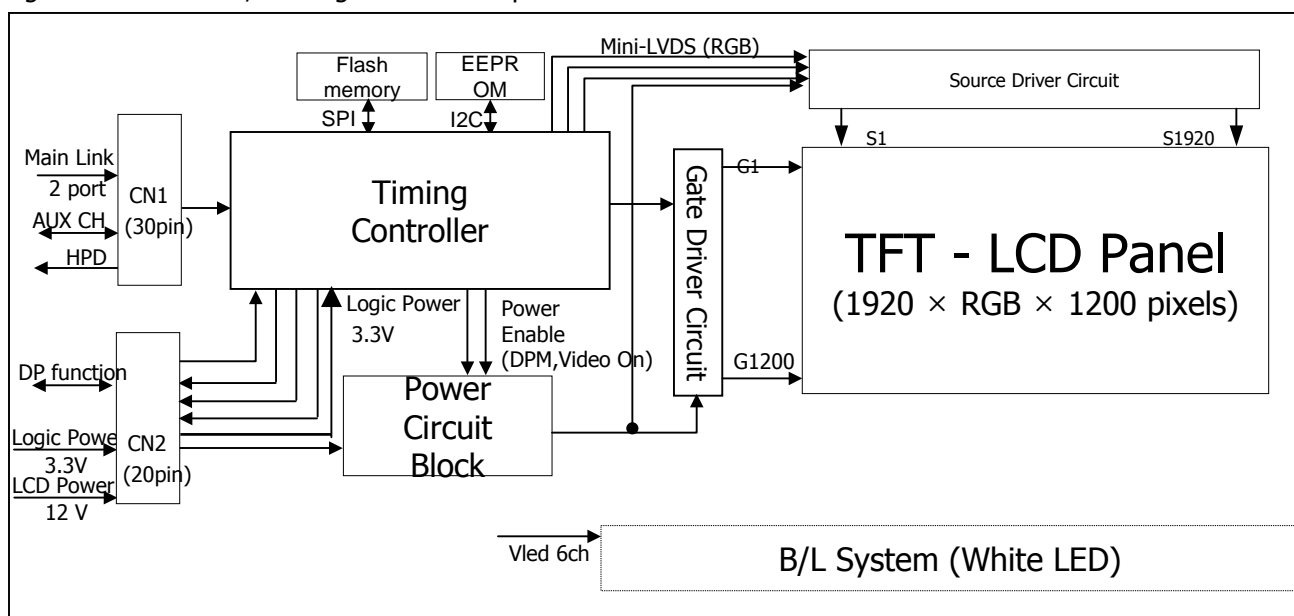 Mini-LVDS (RGB)
Flash
memory
EEPR
OM
Source Driver Circuit
SPI
I2C
S1
S1920
Main Link
2 port
CN1
(30pin)
AUX CH
HPD
Timing
Controller
Gate Driver Circuit
G1
TFT - LCD Panel
(1920 × RGB × 1200 pixels)
Logic Power
3.3V
Power
Enable
(DPM,Video On)
G1200
DP function
Power
Circuit
Block
Logic Powe
3.3V
CN2
(20pin)
LCD Power
12 V
Vled 6ch
B/L System (White LED)